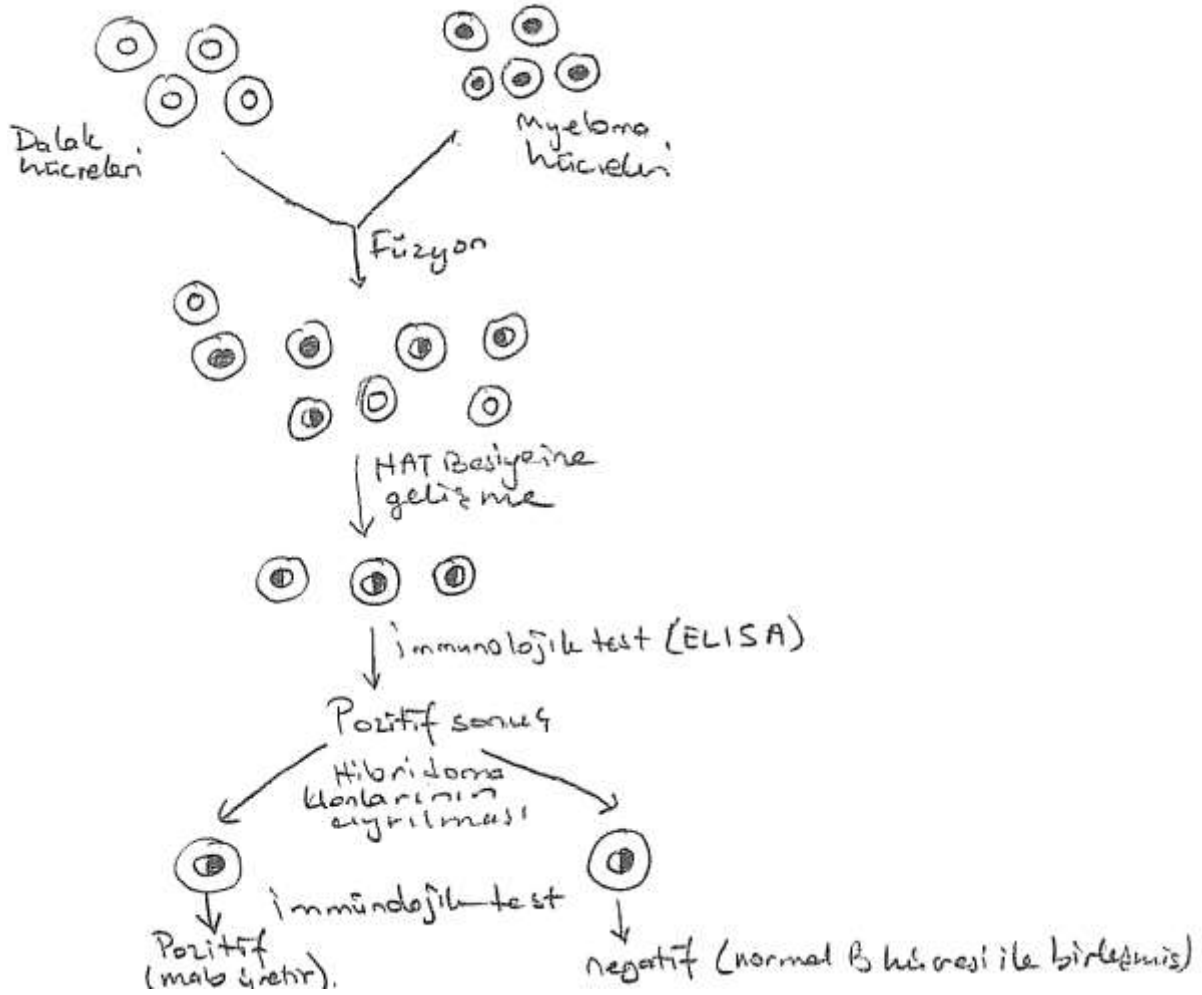 Dalak
hücreleri
Myeloma
hücreleri
Füzyon
HAT Besiyerine
gelişme
immunolojik test (ELISA)
Pozitif sonuç
Hibridoma
klonlarının
ayrılması
immünolojik test
Pozitif
(mab üretir).
negatif (normal B hücresi ile birleşmiş)